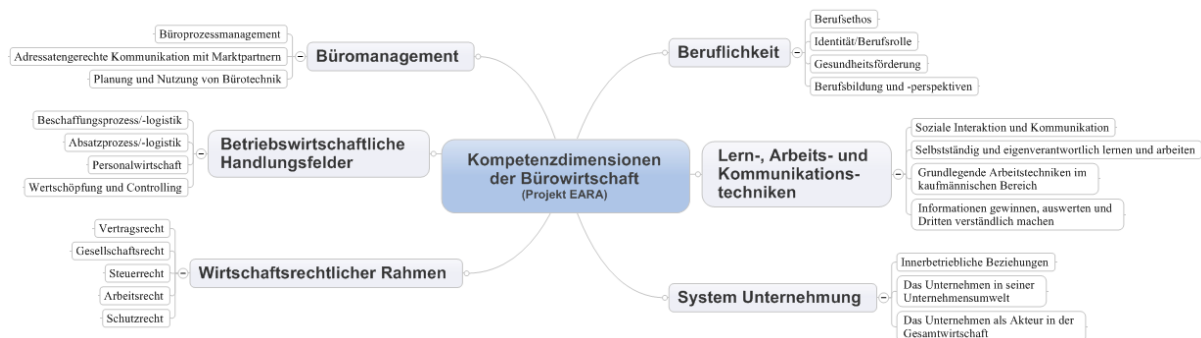 Kompetenzdimensionen
der Bürowirtschaft
(Projekt EARA)
Büromanagement
Büroprozessmanagement
Adressatengerechte Kommunikation mit Marktpartnern
Planung und Nutzung von Bürotechnik
Betriebswirtschaftliche
Handlungsfelder
Beschaffungsprozess/-logistik
Absatzprozess/-logistik
Personalwirtschaft
Wertschöpfung und Controlling
Wirtschaftsrechtlicher Rahmen
Vertragsrecht
Gesellschaftsrecht
Steuerrecht
Arbeitsrecht
Schutzrecht
Beruflichkeit
Berufsethos
Identität/Berufsrolle
Gesundheitsförderung
Berufsbildung und -perspektiven
Lern-, Arbeits- und
Kommunikations-
techniken
Soziale Interaktion und Kommunikation
Selbstständig und eigenverantwortlich lernen und arbeiten
Grundlegende Arbeitstechniken im
kaufmännischen Bereich
Informationen gewinnen, auswerten und
Dritten verständlich machen
System Unternehmung
Innerbetriebliche Beziehungen
Das Unternehmen in seiner
Unternehmensumwelt
Das Unternehmen als Akteur in der
Gesamtwirtschaft